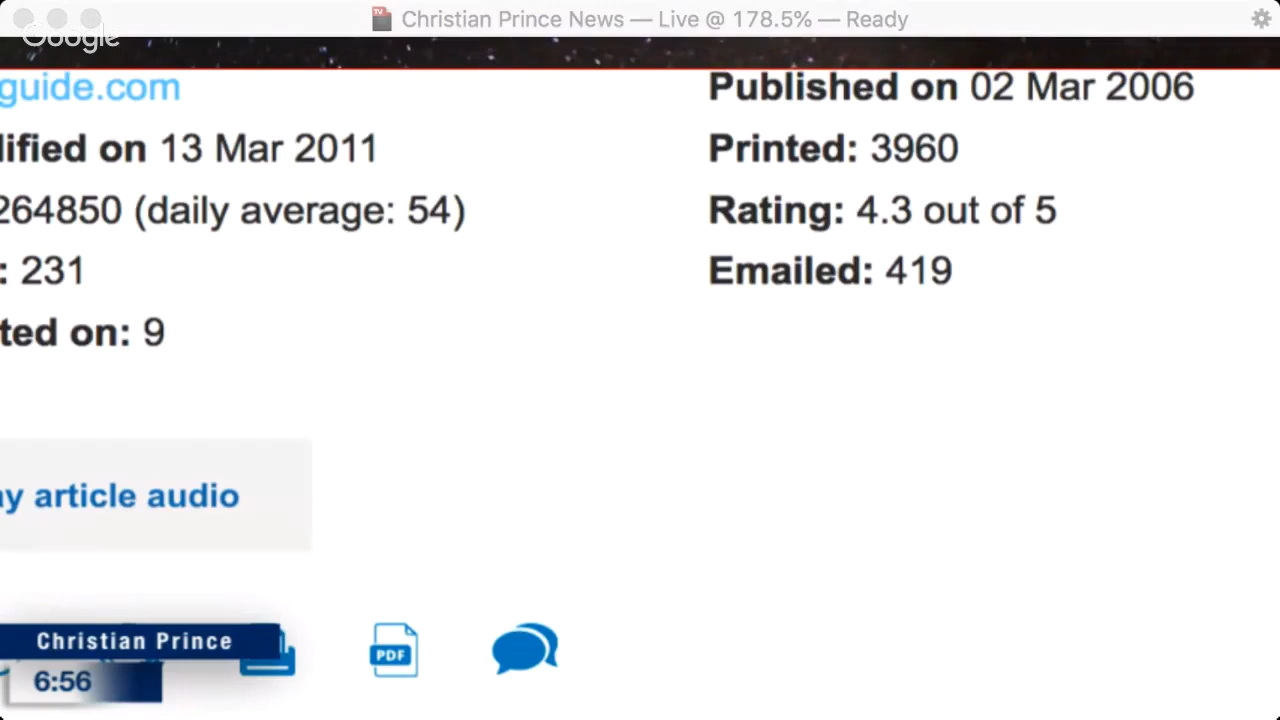 Christian Prince News — Live @ 178.5% — Ready
Google
guide.com
Published on 02 Mar 2006
ified on 13 Mar 2011
Printed: 3960
264850 (daily average: 54)
Rating: 4.3 out of 5
: 231
Emailed: 419
ted on: 9
ay article audio
Christian Prince
PDF
6:56